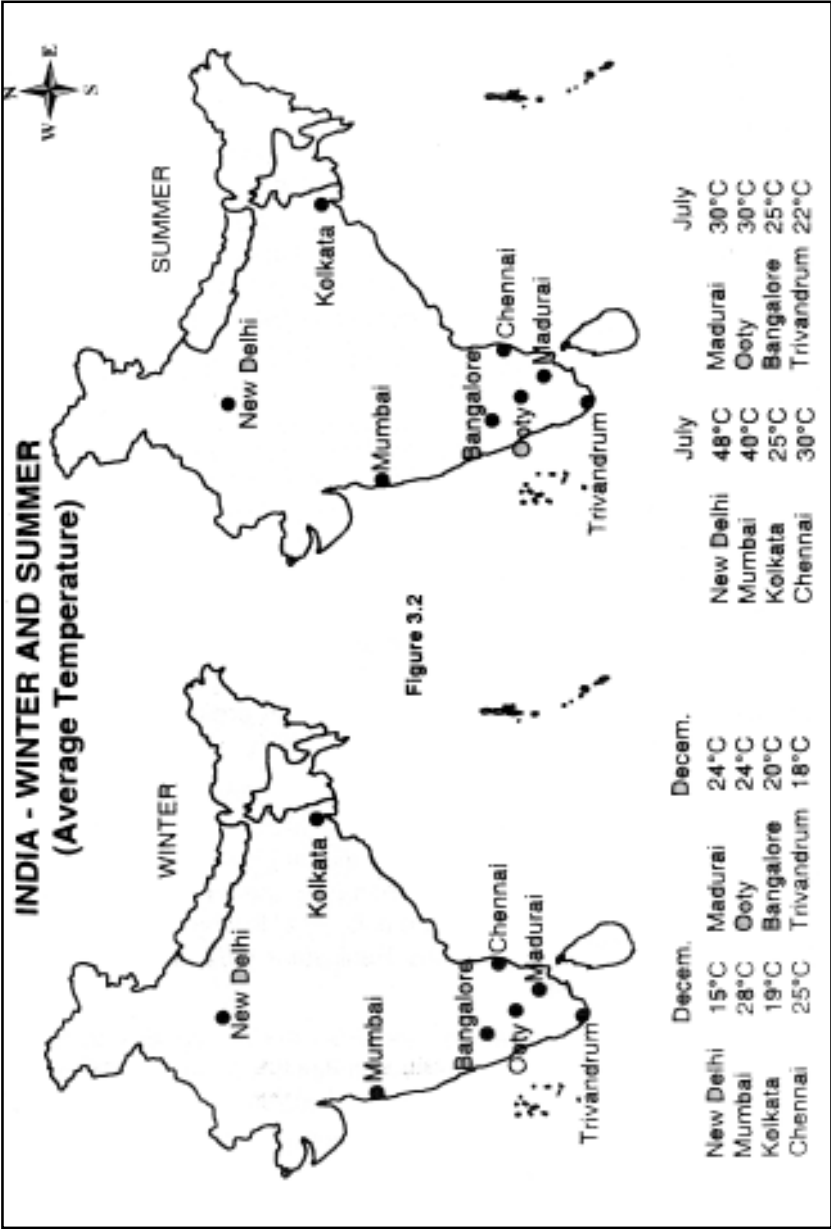 INDIA - WINTER AND SUMMER
(Average Temperature)
N
W E
S
WINTER
New Delhi
Kolkata
Mumbai
Bangalore
Chennai
Ooty
Madurai
Trivandrum
Figure 3.2
SUMMER
New Delhi
Kolkata
Mumbai
Bangalore
Chennai
Ooty
Madurai
Trivandrum
Decem. Decem.
New Delhi 15°C Madurai 24°C
Mumbai 28°C Ooty 24°C
Kolkata 19°C Bangalore 20°C
Chennai 25°C Trivandrum 18°C
July July
New Delhi 48°C Madurai 30°C
Mumbai 40°C Ooty 30°C
Kolkata 25°C Bangalore 25°C
Chennai 30°C Trivandrum 22°C